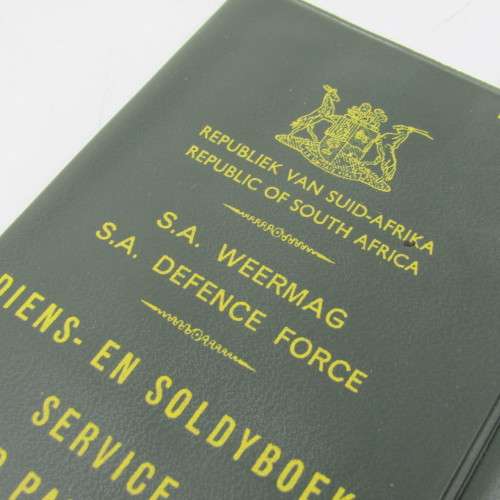 REPUBLIEK VAN SUID-AFRIKA
REPUBLIC OF SOUTH AFRICA
S.A. WEERMAG
S.A. DEFENCE FORCE
DIENS- EN SOLDYBOEK
SERVICE